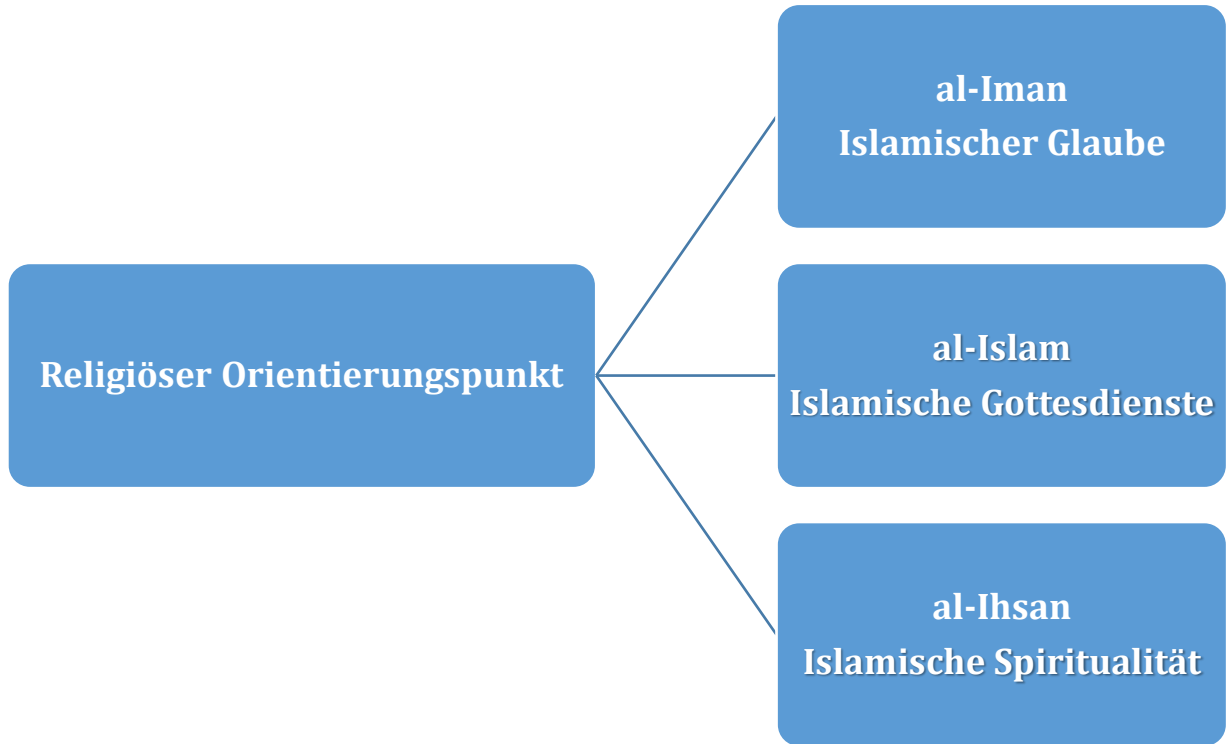 Religiöser Orientierungspunkt
al-Iman
Islamischer Glaube
al-Islam
Islamische Gottesdienste
al-Ihsan
Islamische Spiritualität